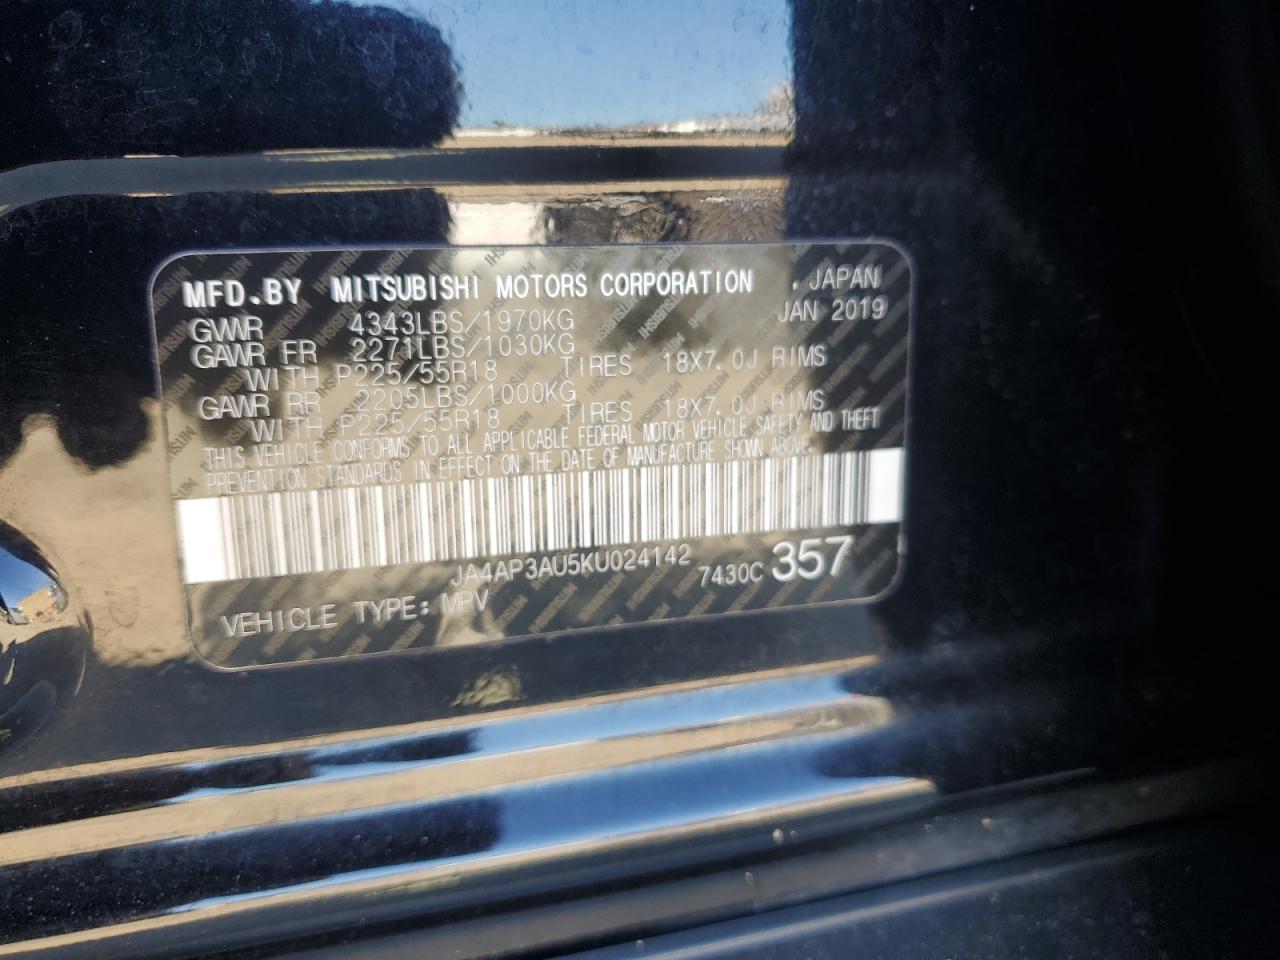 MFD.BY MITSUBISHI MOTORS CORPORATION . JAPAN
GVWR 4343LBS/1970KG JAN 2019
GAWR FR 2271LBS/1030KG
WITH P225/55R18 TIRES 18X7.0J RIMS
GAWR RR 2205LBS/1000KG
WITH P225/55R18 TIRES 18X7.0J RIMS
THIS VEHICLE CONFORMS TO ALL APPLICABLE FEDERAL MOTOR VEHICLE SAFETY AND THEFT
PREVENTION STANDARDS IN EFFECT ON THE DATE OF MANUFACTURE SHOWN ABOVE.
JA4AP3AU5KU024142 7430C 357
VEHICLE TYPE: MPV